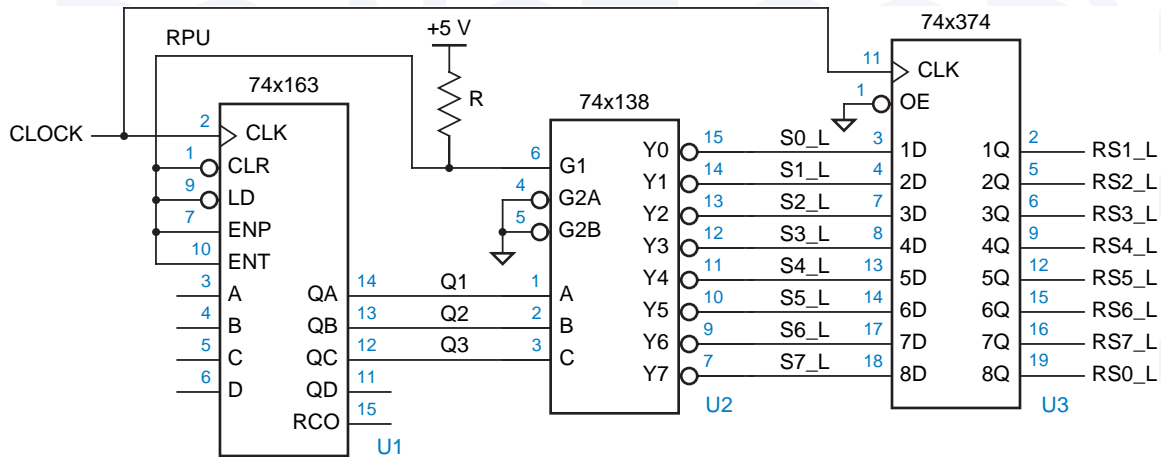 +5 V
R
RPU
CLOCK
74x163
2 CLK
1 CLR
9 LD
7 ENP
10 ENT
3 A
4 B
5 C
6 D
QA 14 Q1
QB 13 Q2
QC 12 Q3
QD 11
RCO 15
U1
74x138
6 G1
4 G2A
5 G2B
1 A
2 B
3 C
Y0 15 S0_L
Y1 14 S1_L
Y2 13 S2_L
Y3 12 S3_L
Y4 11 S4_L
Y5 10 S5_L
Y6 9 S6_L
Y7 7 S7_L
U2
74x374
11 CLK
1 OE
3 1D
4 2D
7 3D
8 4D
13 5D
14 6D
17 7D
18 8D
1Q 2 RS1_L
2Q 5 RS2_L
3Q 6 RS3_L
4Q 9 RS4_L
5Q 12 RS5_L
6Q 15 RS6_L
7Q 16 RS7_L
8Q 19 RS0_L
U3